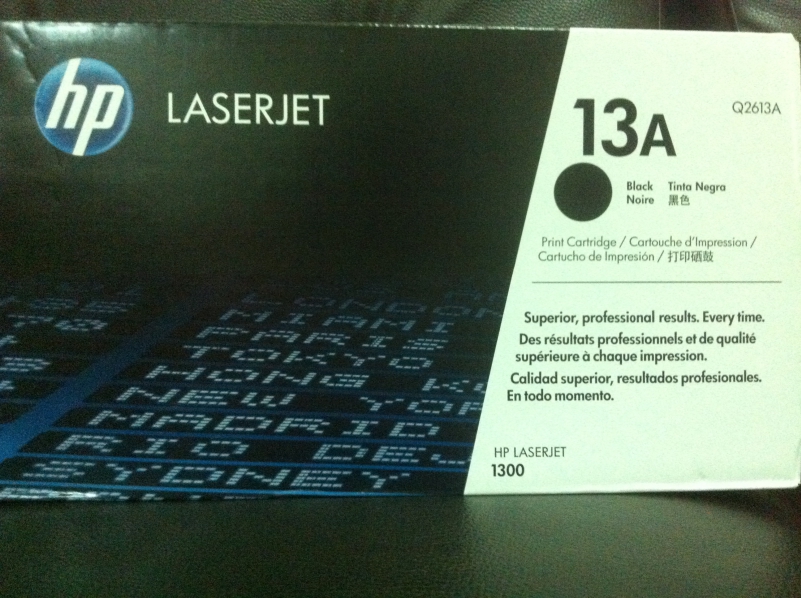 hp
LASERJET
13A
Q2613A
Black Tinta Negra
Noire 黑色
Print Cartridge / Cartouche d'Impression /
Cartucho de Impresión / 打印硒鼓
Superior, professional results. Every time.
Des résultats professionnels et de qualité
supérieure à chaque impression.
Calidad superior, resultados profesionales.
En todo momento.
HP LASERJET
1300
LONDON
MIAMI
PARIS
TOKYO
HONG K
NEW YOR
MADRID
RIO DE
SYDNEY